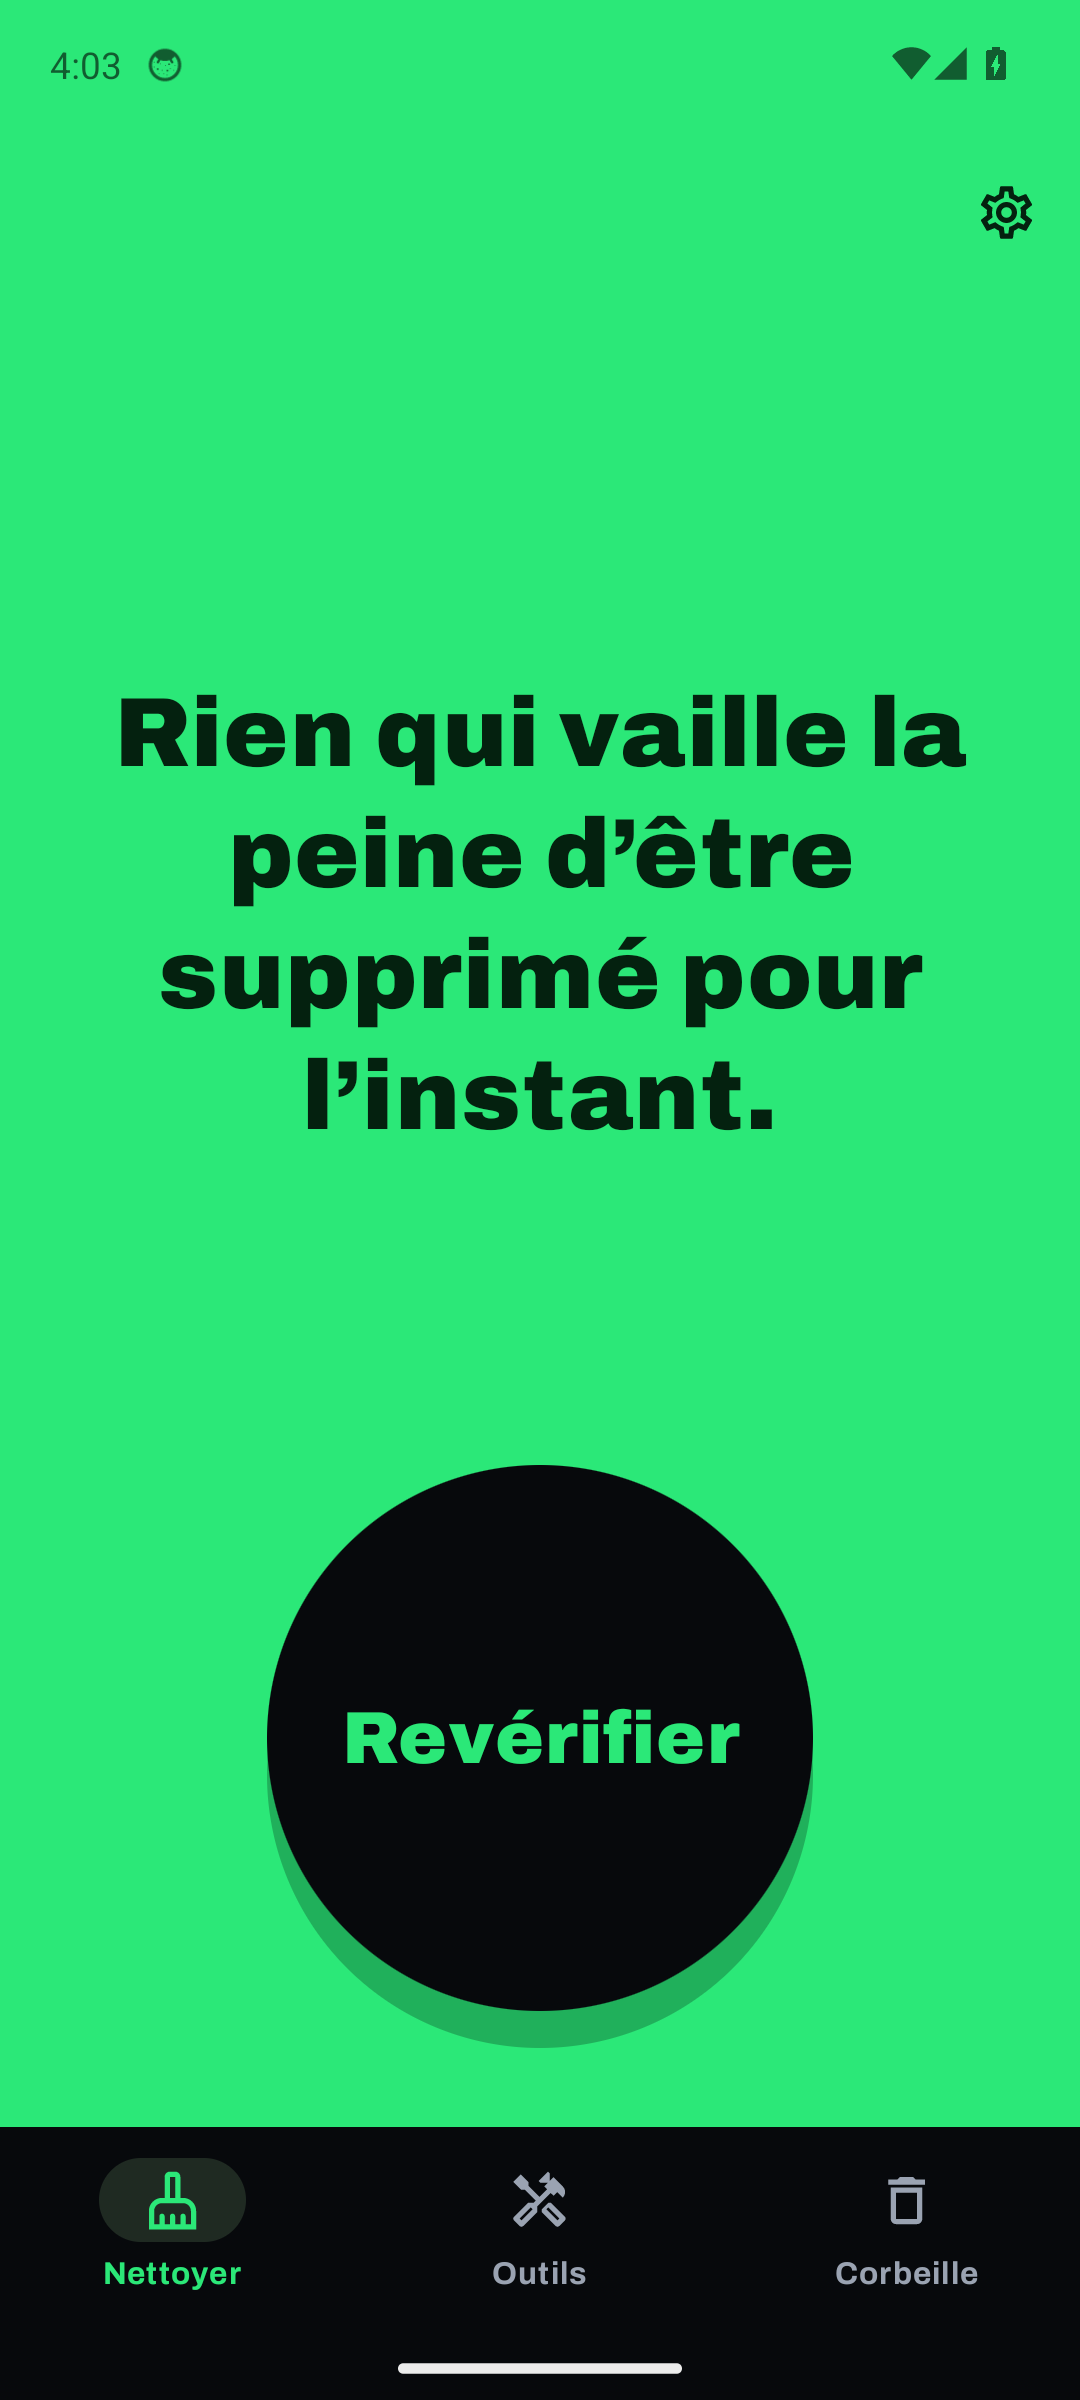 4:03
Rien qui vaille la
peine d’être
supprimé pour
l’instant.
Revérifier
Nettoyer
Outils
Corbeille